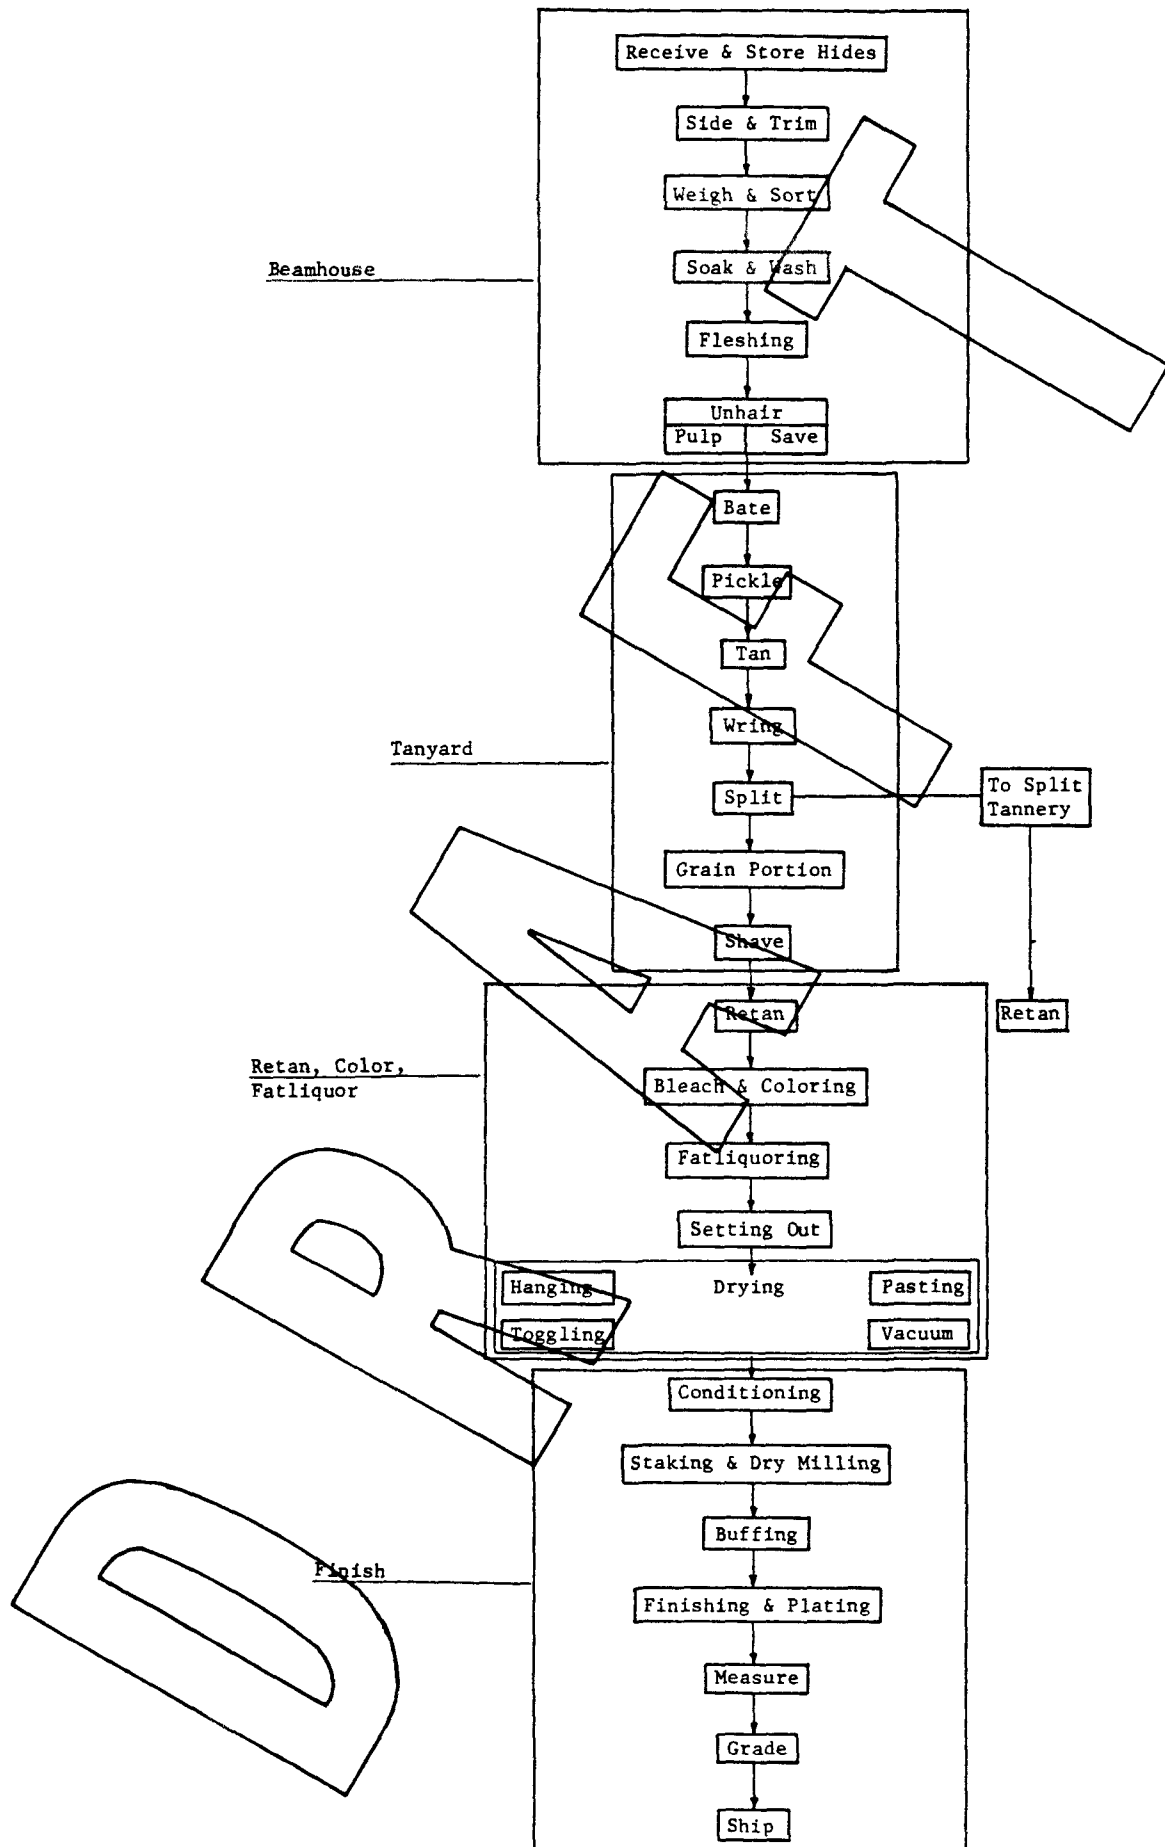 Receive & Store Hides
Side & Trim
Weigh & Sort
Soak & Wash
Beamhouse
Fleshing
Unhair
Pulp Save
Bate
Pickle
Tan
Wring
Tanyard
Split
To Split
Tannery
Grain Portion
Shave
Retan
Retan
Retan, Color,
Fatliquor
Bleach & Coloring
Fatliquoring
Setting Out
Hanging Drying Pasting
Toggling Vacuum
Conditioning
Staking & Dry Milling
Buffing
Finish
Finishing & Plating
Measure
Grade
Ship
DRAFT